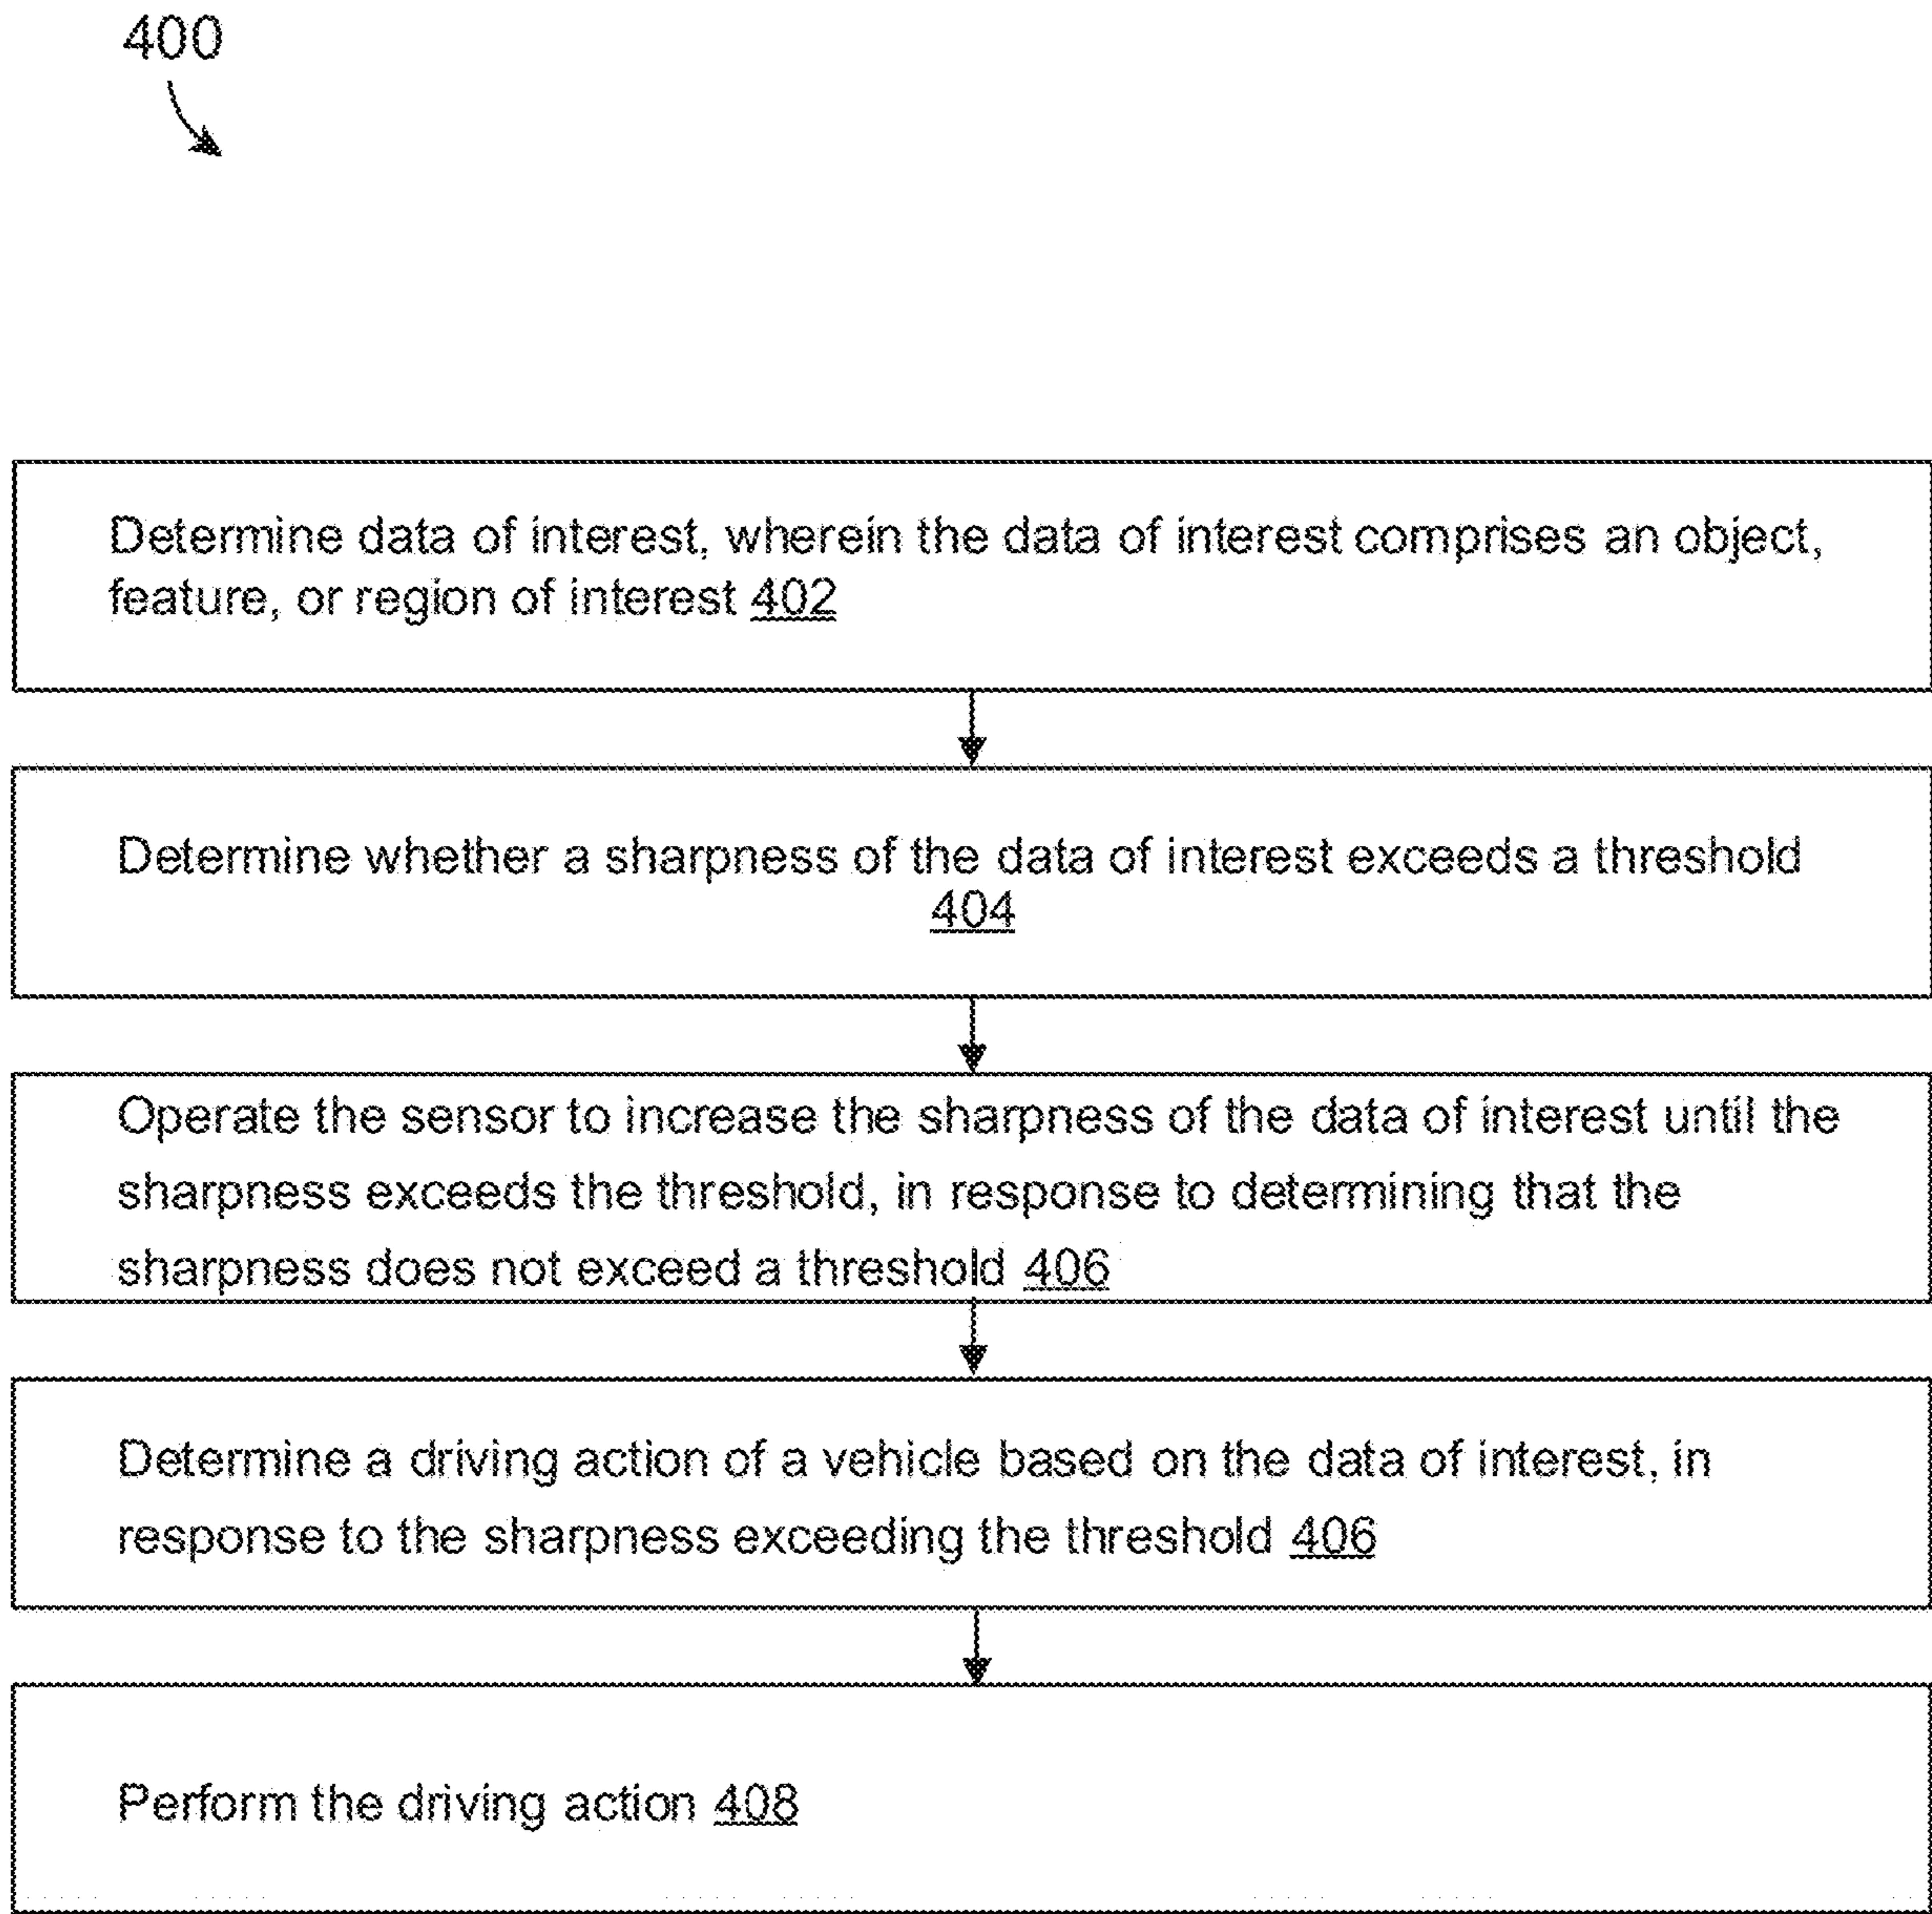 400
Determine data of interest, wherein the data of interest comprises an object,
feature, or region of interest 402
Determine whether a sharpness of the data of interest exceeds a threshold
404
Operate the sensor to increase the sharpness of the data of interest until the
sharpness exceeds the threshold, in response to determining that the
sharpness does not exceed a threshold 406
Determine a driving action of a vehicle based on the data of interest, in
response to the sharpness exceeding the threshold 406
Perform the driving action 408